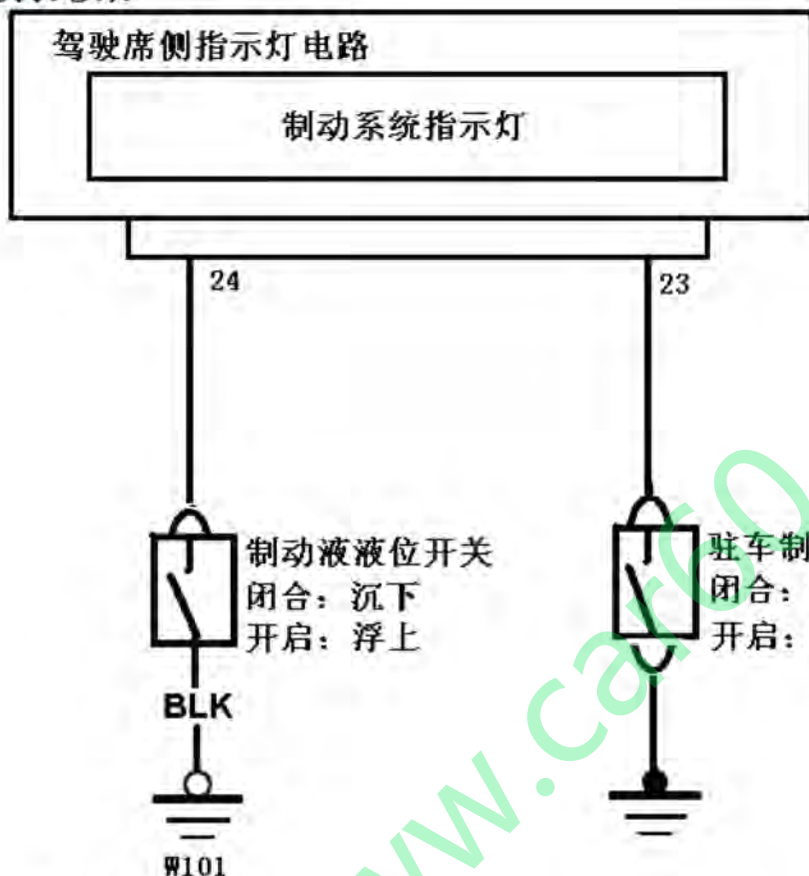 驾驶席侧指示灯电路
制动系统指示灯
24
23
制动液液位开关
闭合：沉下
开启：浮上
驻车制
闭合：
开启：
BLK
W101
www.car60